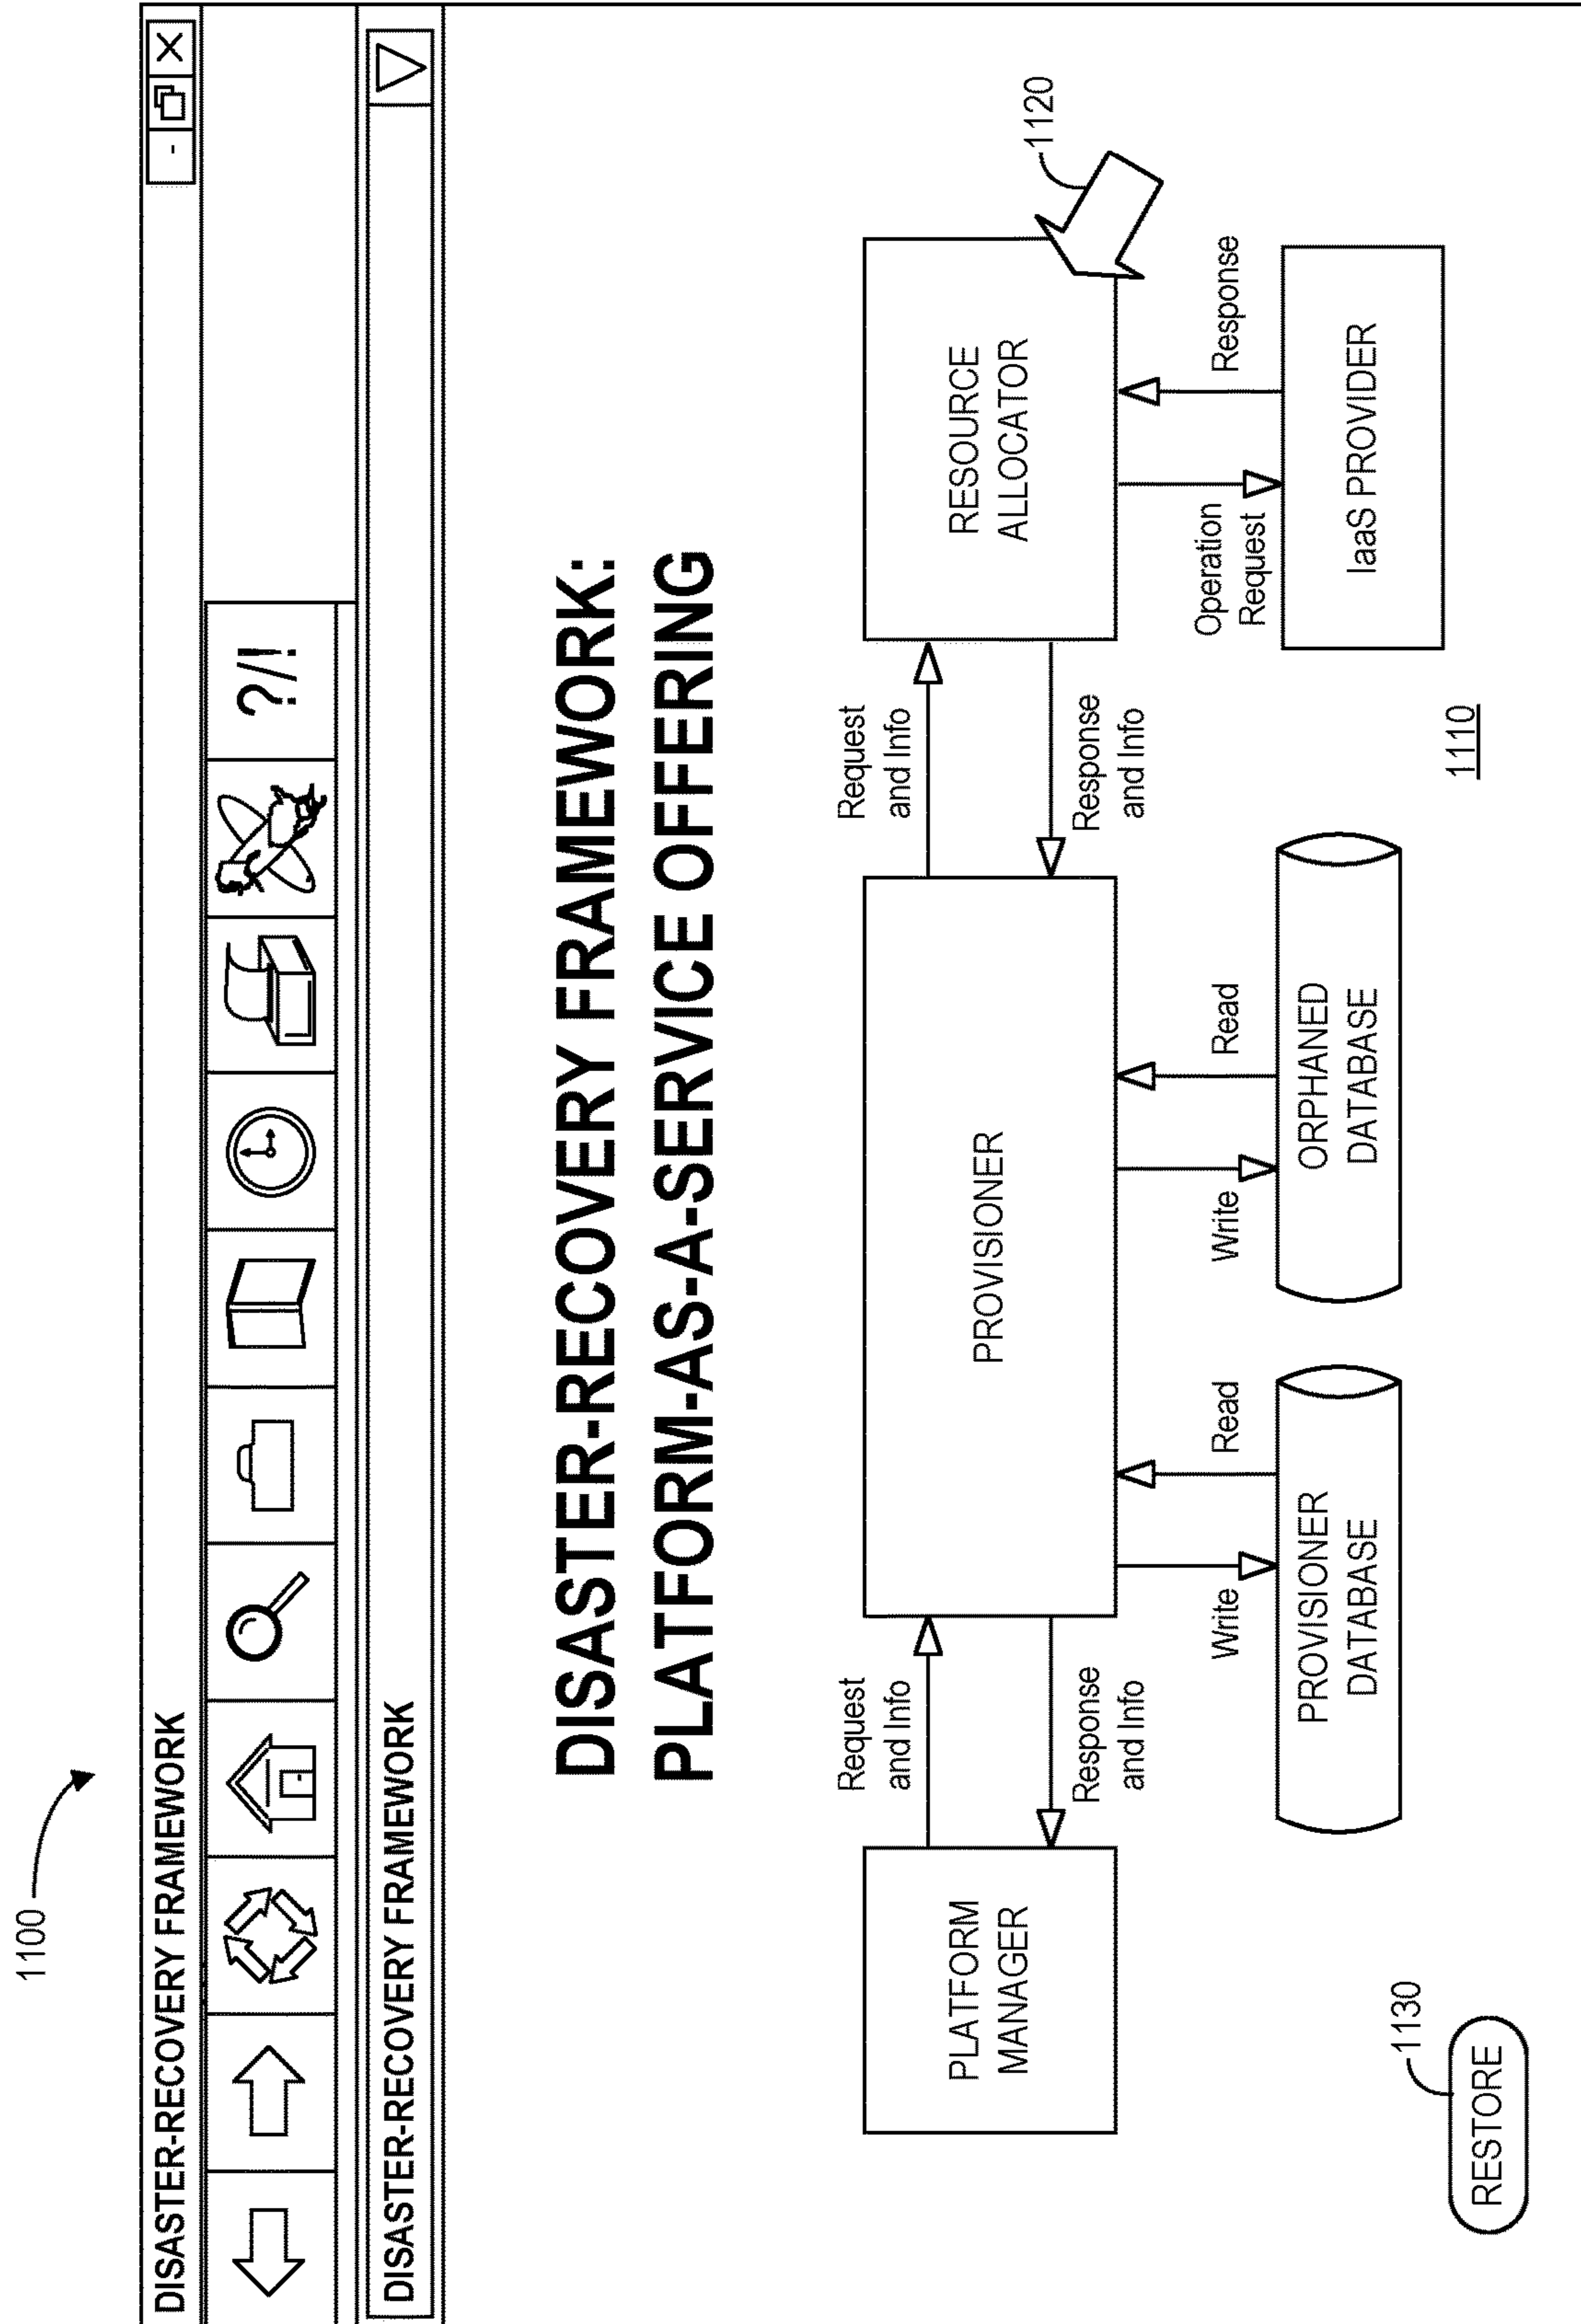 1100
DISASTER-RECOVERY FRAMEWORK
- X
?/!
DISASTER-RECOVERY FRAMEWORK
DISASTER-RECOVERY FRAMEWORK:
PLATFORM-AS-A-SERVICE OFFERING
PLATFORM
MANAGER
Request
and Info
Response
and Info
PROVISIONER
Request
and Info
Response
and Info
RESOURCE
ALLOCATOR
1120
Write
Read
Write
Read
Operation
Request
Response
PROVISIONER
DATABASE
ORPHANED
DATABASE
IaaS PROVIDER
1110
1130
RESTORE